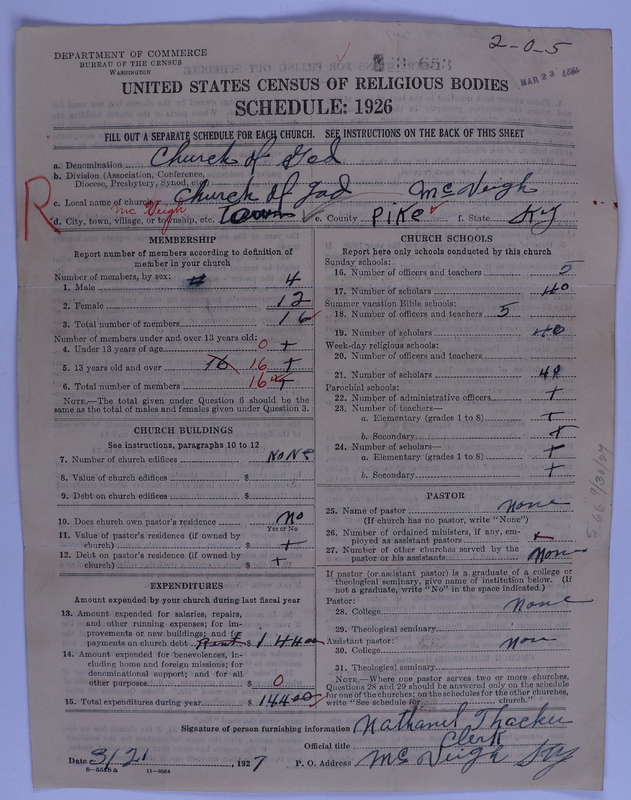 2-0-5
DEPARTMENT OF COMMERCE
BUREAU OF THE CENSUS
WASHINGTON
653
MAR 23
UNITED STATES CENSUS OF RELIGIOUS BODIES
SCHEDULE: 1926
FILL OUT A SEPARATE SCHEDULE FOR EACH CHURCH. SEE INSTRUCTIONS ON THE BACK OF THIS SHEET
a. Denomination Church of God
b. Division (Association, Conference,
Diocese, Presbytery, Synod, etc.)
R
c. Local name of church Church of God McVeigh
McVeigh
d. City, town, village, or township, etc. Town e. County PIKE f. State Ky
MEMBERSHIP
Report number of members according to definition of
member in your church
Number of members, by sex:
1. Male 4
2. Female 12
3. Total number of members 16
Number of members under and over 13 years old:
4. Under 13 years of age 0 +
5. 13 years old and over 16 16 +
6. Total number of members 16 +
NOTE.—The total given under Question 6 should be the
same as the total of males and females given under Question 3.
CHURCH BUILDINGS
See instructions, paragraphs 10 to 12
7. Number of church edifices NONE
8. Value of church edifices $
9. Debt on church edifices $
10. Does church own pastor's residence No
Yes or No
11. Value of pastor's residence (if owned by
church) $ +
12. Debt on pastor's residence (if owned by
church) $ +
EXPENDITURES
Amount expended by your church during last fiscal year
13. Amount expended for salaries, repairs,
and other running expenses; for im-
provements or new buildings; and for
payments on church debt Rent $ 144 00
14. Amount expended for benevolences, in-
cluding home and foreign missions; for
denominational support; and for all
other purposes $ 0
15. Total expenditures during year $ 144 00
CHURCH SCHOOLS
Report here only schools conducted by this church
Sunday schools:
16. Number of officers and teachers 5
17. Number of scholars 40
Summer vacation Bible schools:
18. Number of officers and teachers 5
19. Number of scholars 40
Week-day religious schools:
20. Number of officers and teachers
21. Number of scholars
Parochial schools:
22. Number of administrative officers +
23. Number of teachers—
a. Elementary (grades 1 to 8) +
b. Secondary +
24. Number of scholars—
a. Elementary (grades 1 to 8) +
b. Secondary +
PASTOR
25. Name of pastor none
(If church has no pastor, write "None")
26. Number of ordained ministers, if any, em-
ployed as assistant pastors
27. Number of other churches served by the
pastor or his assistants None
If pastor (or assistant pastor) is a graduate of a college or
theological seminary, give name of institution below. (If
not a graduate, write "No" in the space indicated.)
Pastor:
28. College none
29. Theological seminary
Assistant pastor:
30. College non
31. Theological seminary
NOTE.—Where one pastor serves two or more churches,
Questions 28 and 29 should be answered only on the schedule
for one of the churches; on the schedules for the other churches,
write "See schedule for church."
Signature of person furnishing information Nathanil Thacker
Official title Clerk
Date 3/21, 1927 P. O. Address McVeigh Ky
8—5548a 11—9054